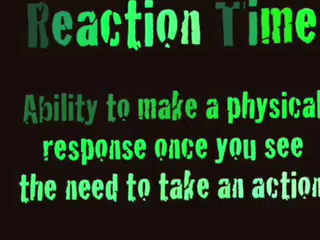 Reaction Time
Ability to make a physical
response once you see
the need to take an action